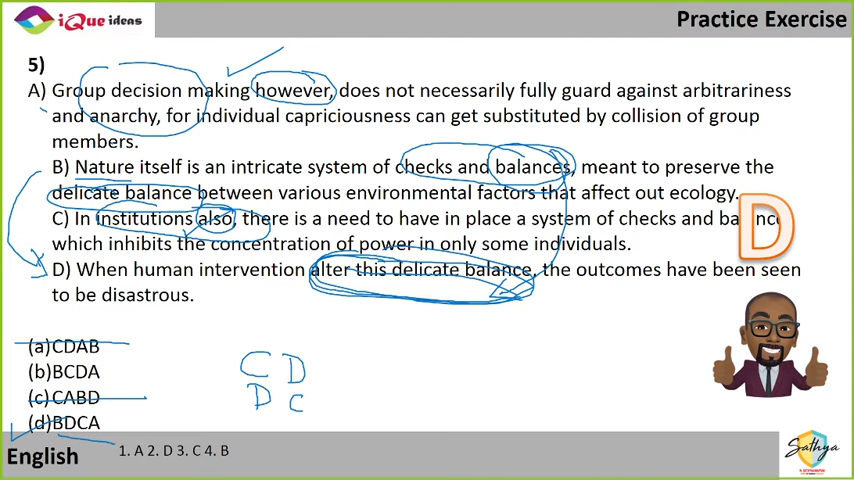 iQue ideas
Practice Exercise
5)
A) Group decision making however, does not necessarily fully guard against arbitrariness
and anarchy, for individual capriciousness can get substituted by collision of group
members.
B) Nature itself is an intricate system of checks and balances, meant to preserve the
delicate balance between various environmental factors that affect out ecology.
C) In institutions also, there is a need to have in place a system of checks and balance
which inhibits the concentration of power in only some individuals.
D) When human intervention alter this delicate balance, the outcomes have been seen
to be disastrous.
D
(a)CDAB
(b)BCDA
(c)CABD
(d)BDCA
C D
D C
English
1. A 2. D 3. C 4. B
Sathya